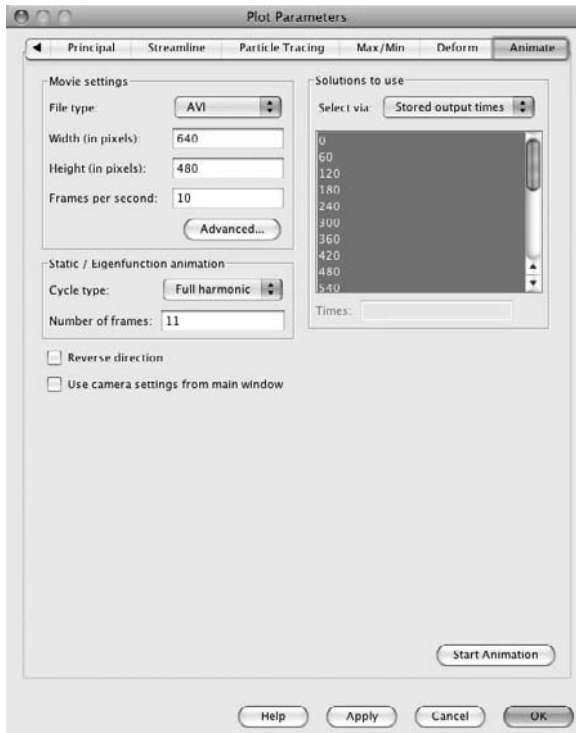 Plot Parameters
Principal Streamline Particle Tracing Max/Min Deform Animate
Movie settings
File type: AVI
Width (in pixels): 640
Height (in pixels): 480
Frames per second: 10
Advanced...
Static / Eigenfunction animation
Cycle type: Full harmonic
Number of frames: 11
Reverse direction
Use camera settings from main window
Solutions to use
Select via: Stored output times
0
60
120
180
240
300
360
420
480
540
Times:
Start Animation
Help Apply Cancel OK